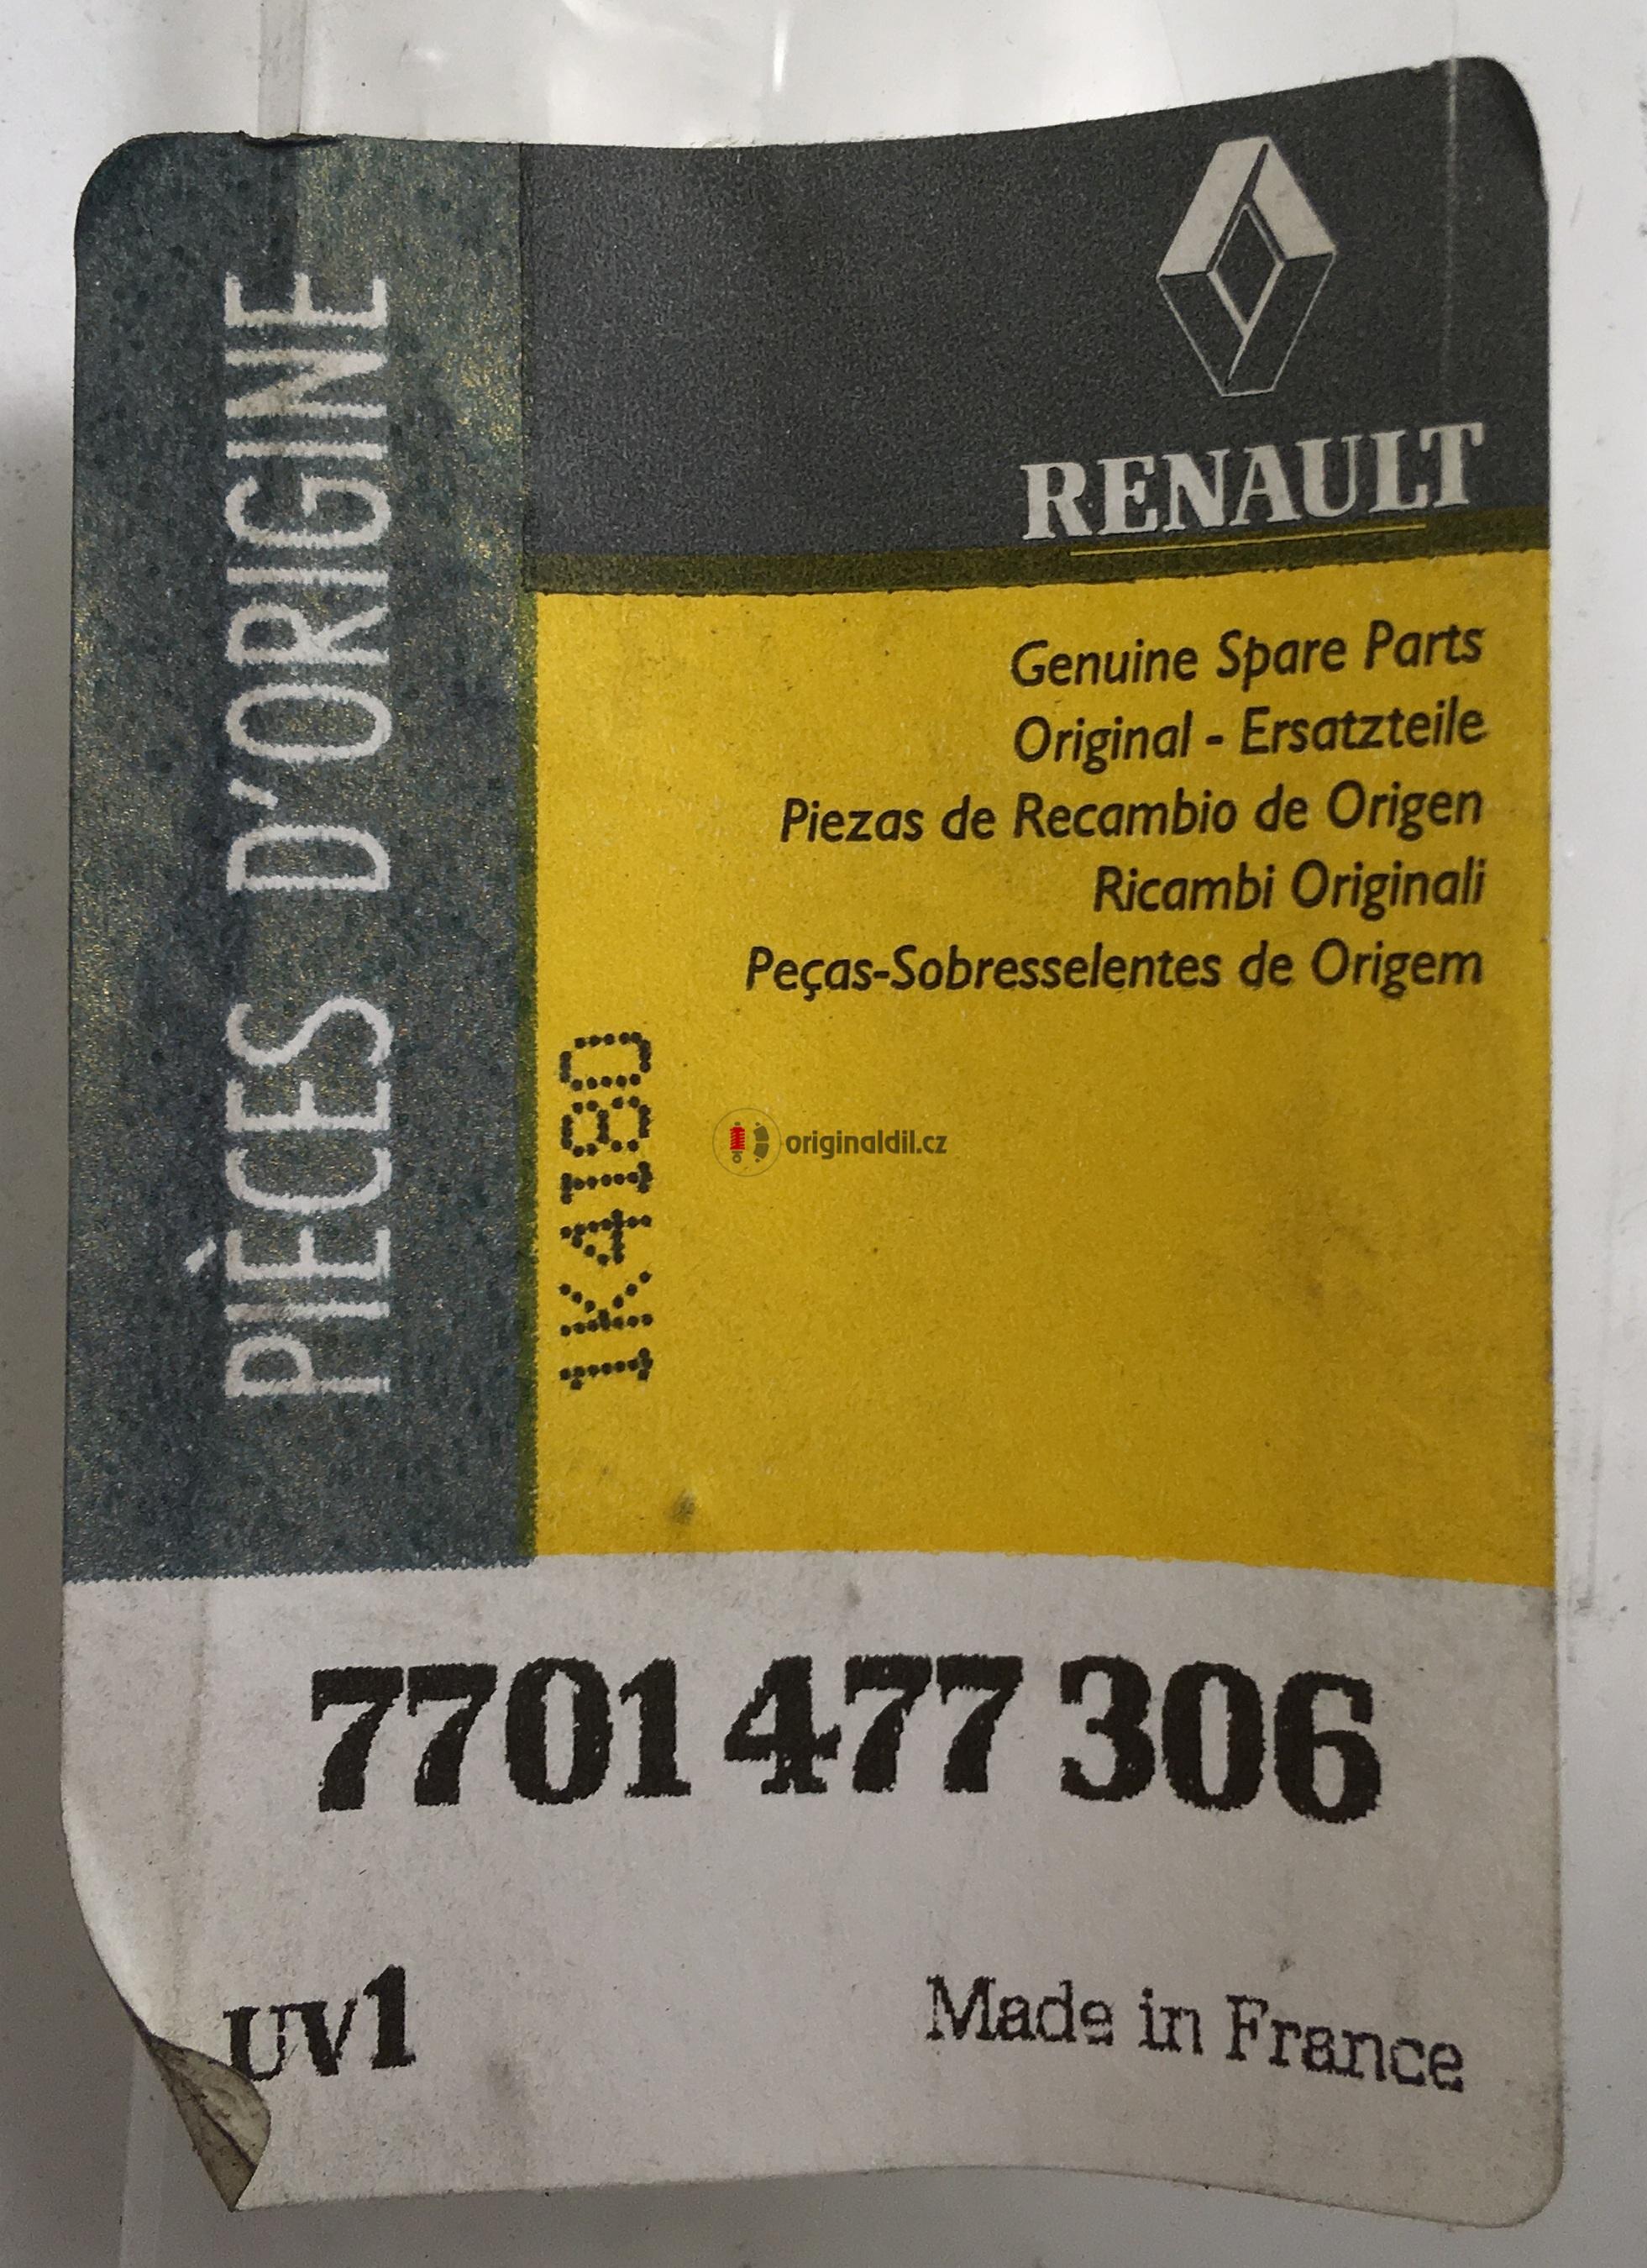 PIÈCES D'ORIGINE
RENAULT
Genuine Spare Parts
Original - Ersatzteile
Piezas de Recambio de Origen
Ricambi Originali
Peças-Sobresselentes de Origem
1K4180
originaldil.cz
7701 477 306
UV1
Made in France